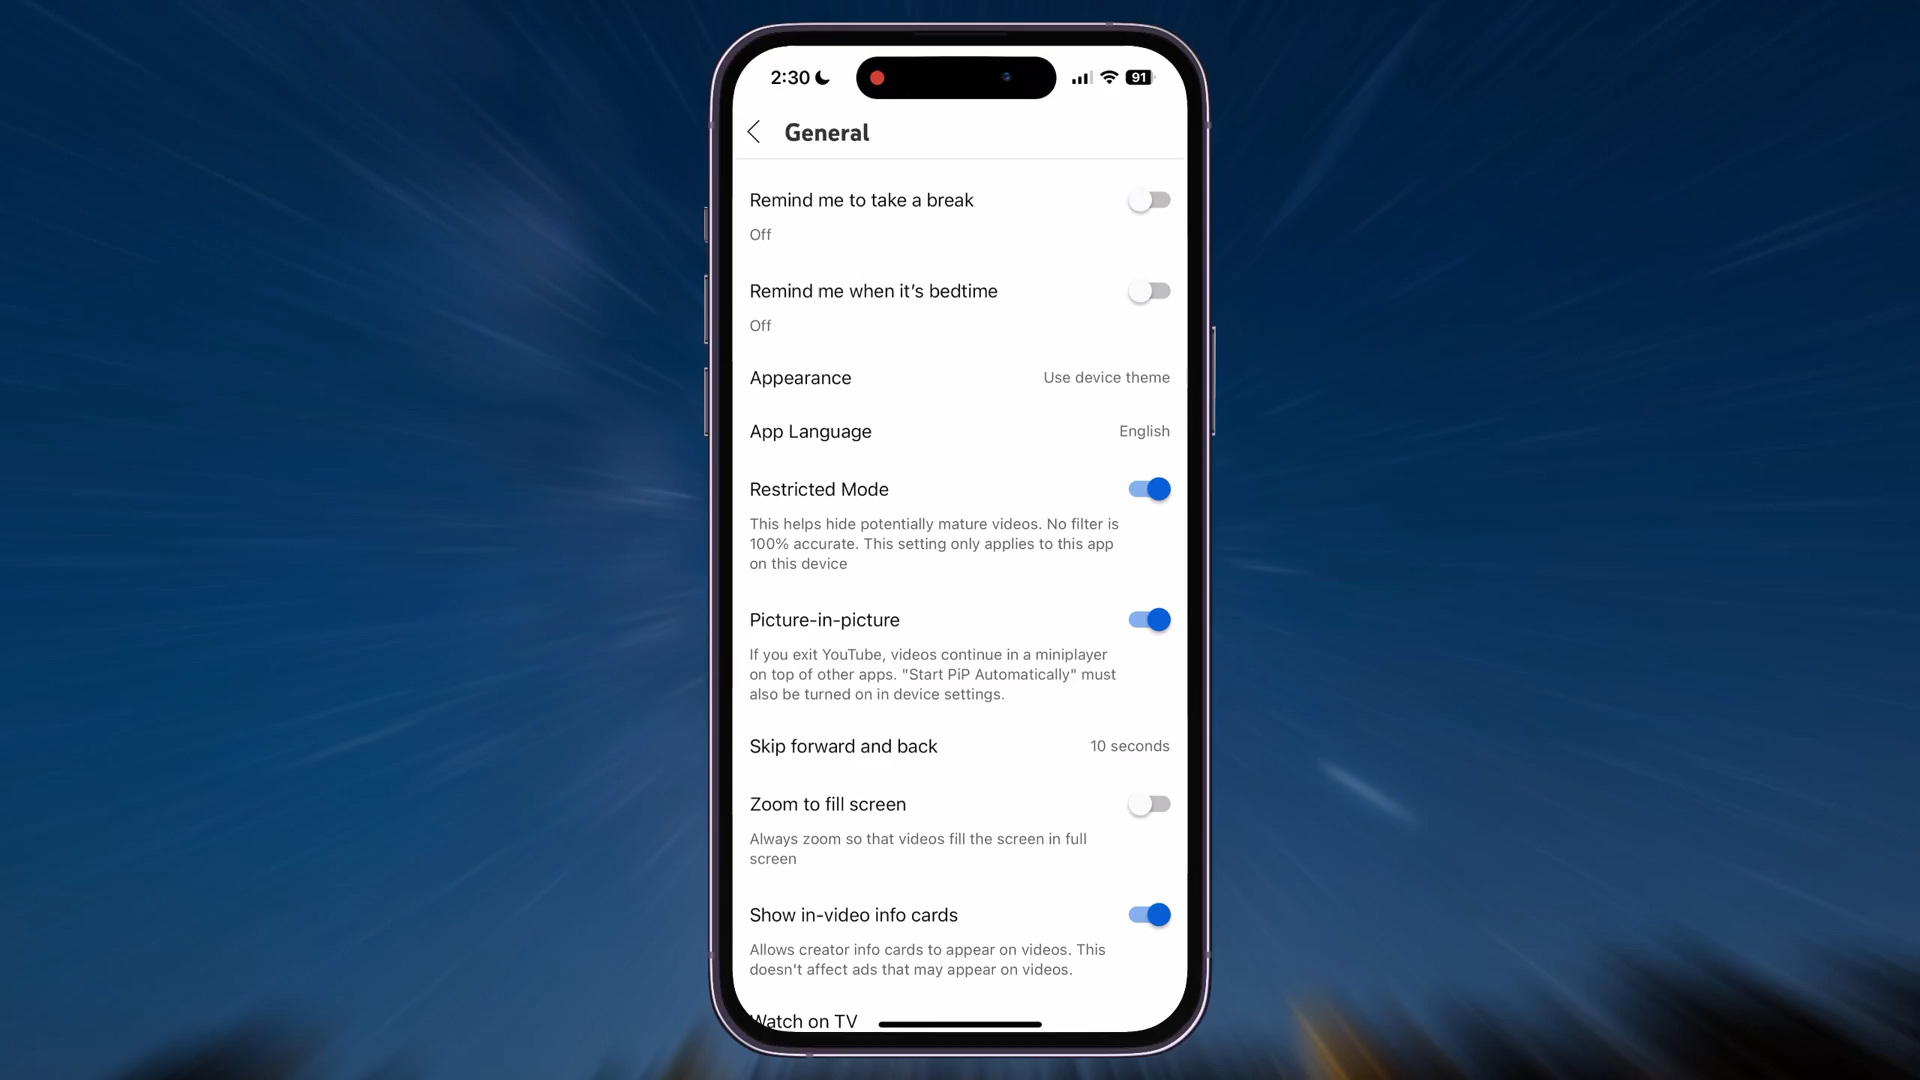 2:30
91
General
Remind me to take a break
Off
Remind me when it’s bedtime
Off
Appearance Use device theme
App Language English
Restricted Mode
This helps hide potentially mature videos. No filter is
100% accurate. This setting only applies to this app
on this device
Picture-in-picture
If you exit YouTube, videos continue in a miniplayer
on top of other apps. "Start PiP Automatically" must
also be turned on in device settings.
Skip forward and back 10 seconds
Zoom to fill screen
Always zoom so that videos fill the screen in full
screen
Show in-video info cards
Allows creator info cards to appear on videos. This
doesn't affect ads that may appear on videos.
Watch on TV